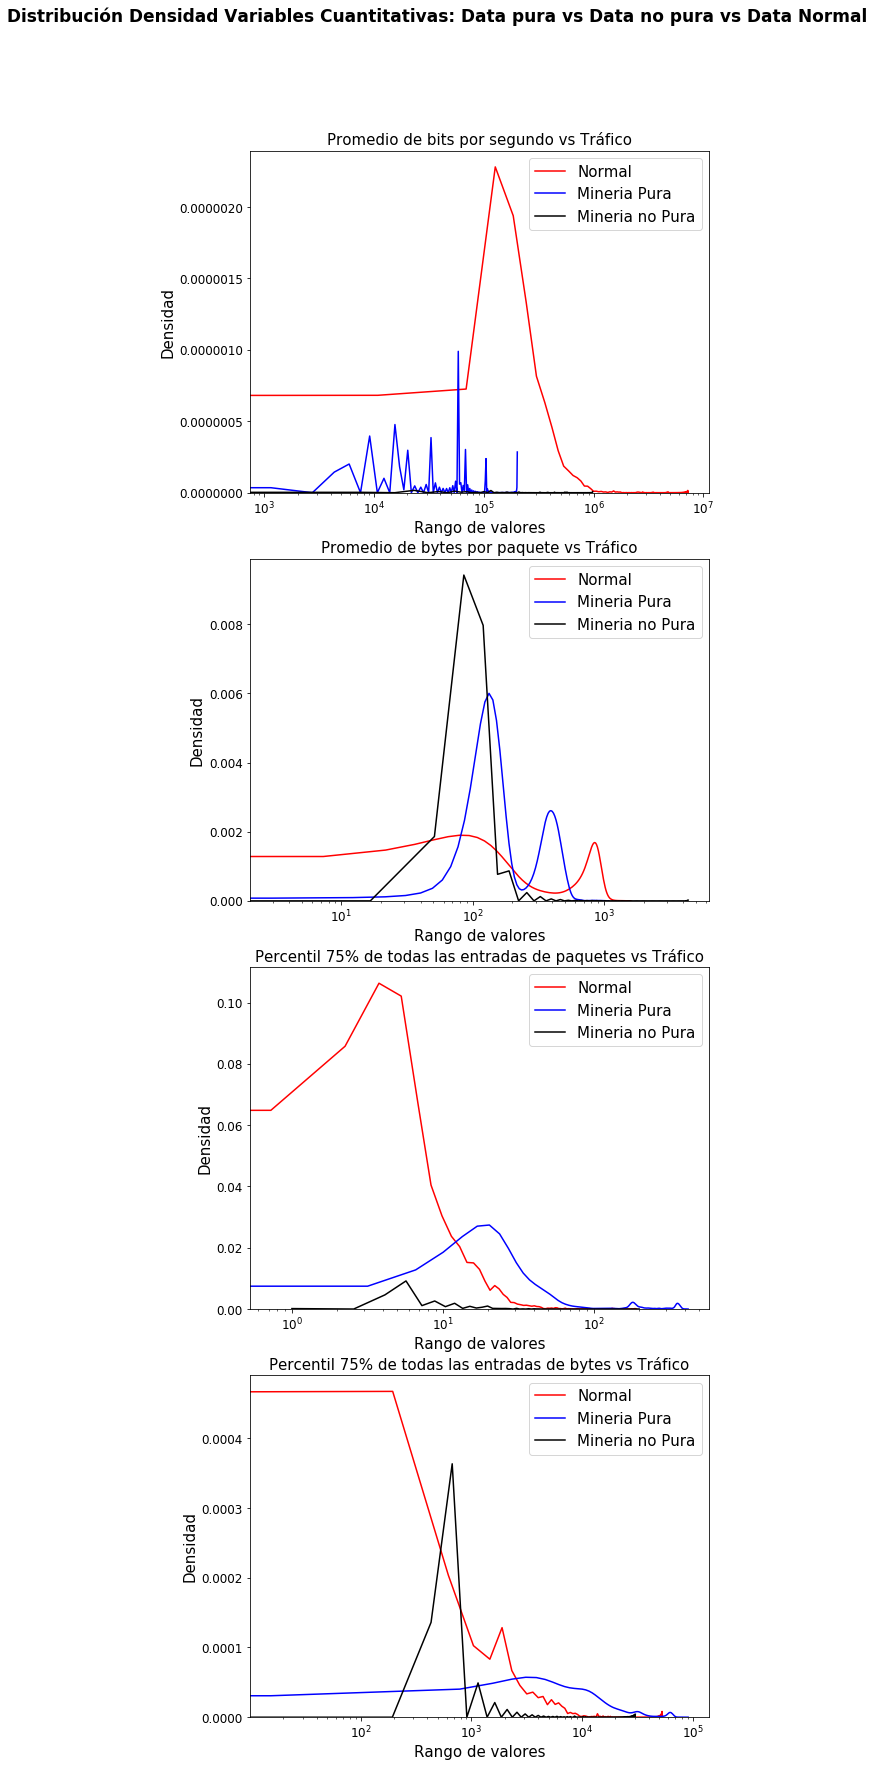 Distribución Densidad Variables Cuantitativas: Data pura vs Data no pura vs Data Normal
Promedio de bits por segundo vs Tráfico
Normal
Mineria Pura
Mineria no Pura
0.0000020
0.0000015
0.0000010
0.0000005
0.0000000
Densidad
10³ 10⁴ 10⁵ 10⁶ 10⁷
Rango de valores
Promedio de bytes por paquete vs Tráfico
Normal
Mineria Pura
Mineria no Pura
0.008
0.006
0.004
0.002
0.000
Densidad
10¹ 10² 10³
Rango de valores
Percentil 75% de todas las entradas de paquetes vs Tráfico
Normal
Mineria Pura
Mineria no Pura
0.10
0.08
0.06
0.04
0.02
0.00
Densidad
10⁰ 10¹ 10²
Rango de valores
Percentil 75% de todas las entradas de bytes vs Tráfico
Normal
Mineria Pura
Mineria no Pura
0.0004
0.0003
0.0002
0.0001
0.0000
Densidad
10² 10³ 10⁴ 10⁵
Rango de valores